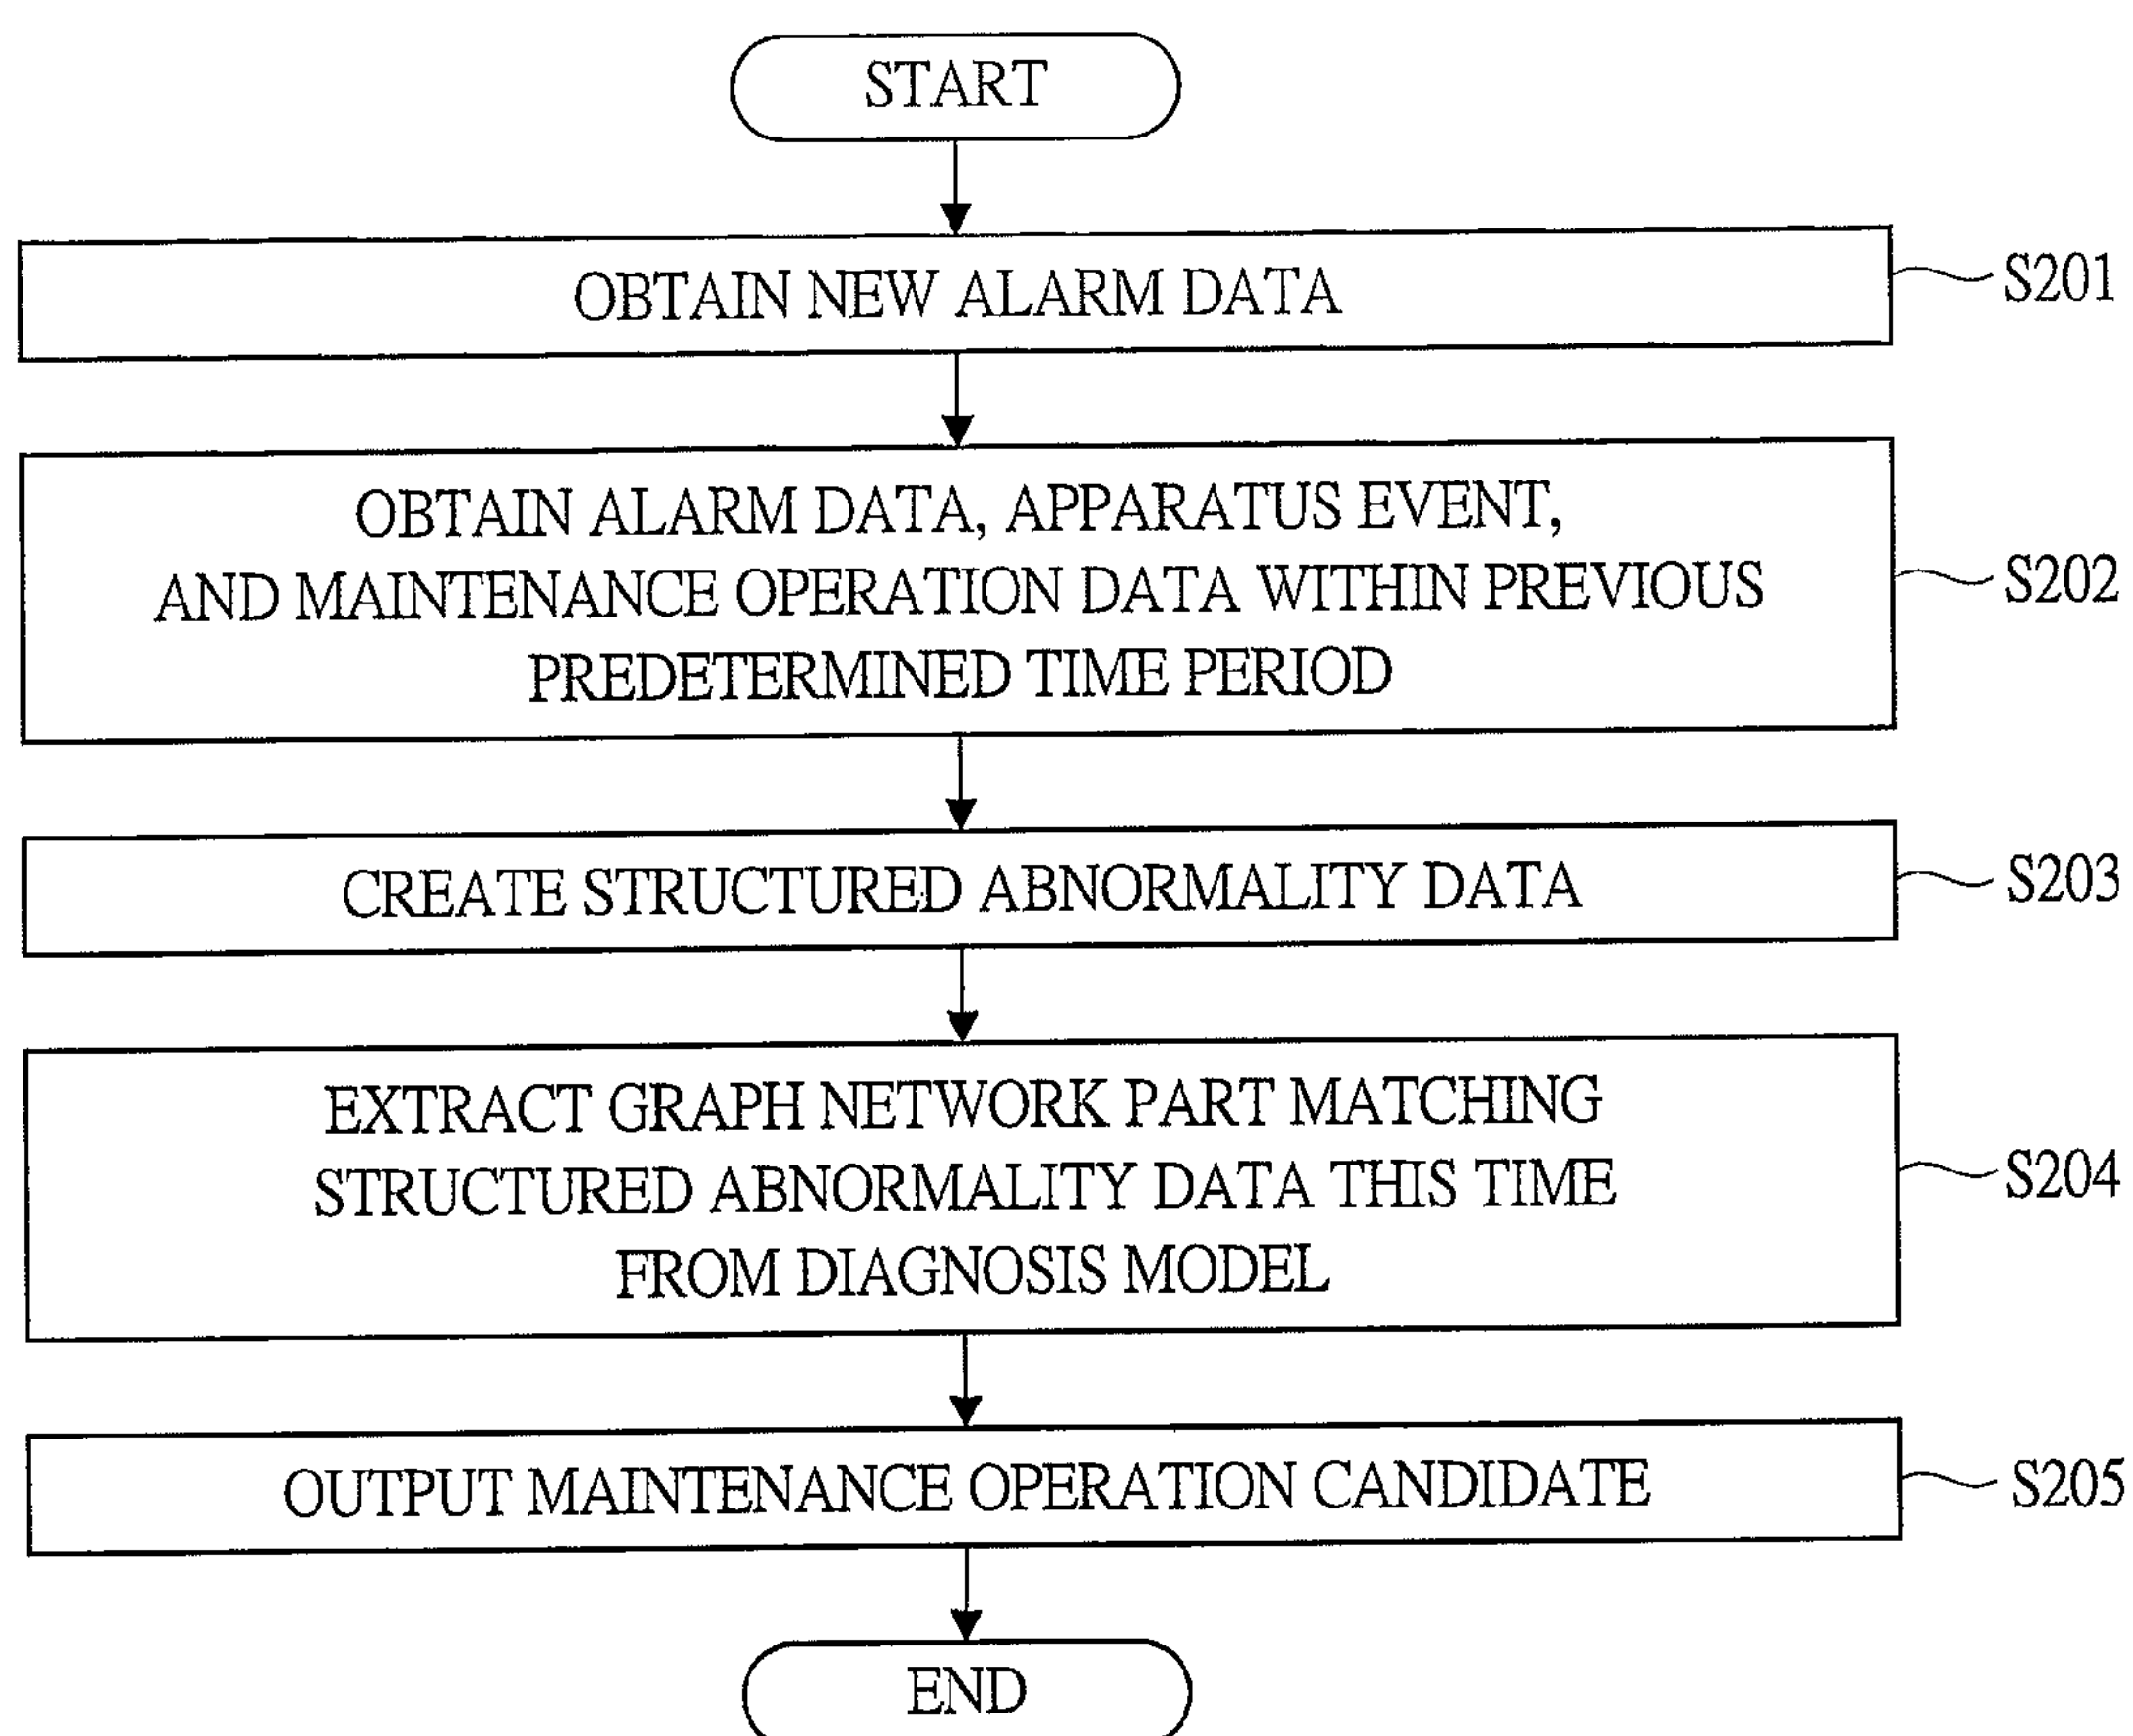 START
OBTAIN NEW ALARM DATA
S201
OBTAIN ALARM DATA, APPARATUS EVENT,
AND MAINTENANCE OPERATION DATA WITHIN PREVIOUS
PREDETERMINED TIME PERIOD
S202
CREATE STRUCTURED ABNORMALITY DATA
S203
EXTRACT GRAPH NETWORK PART MATCHING
STRUCTURED ABNORMALITY DATA THIS TIME
FROM DIAGNOSIS MODEL
S204
OUTPUT MAINTENANCE OPERATION CANDIDATE
S205
END